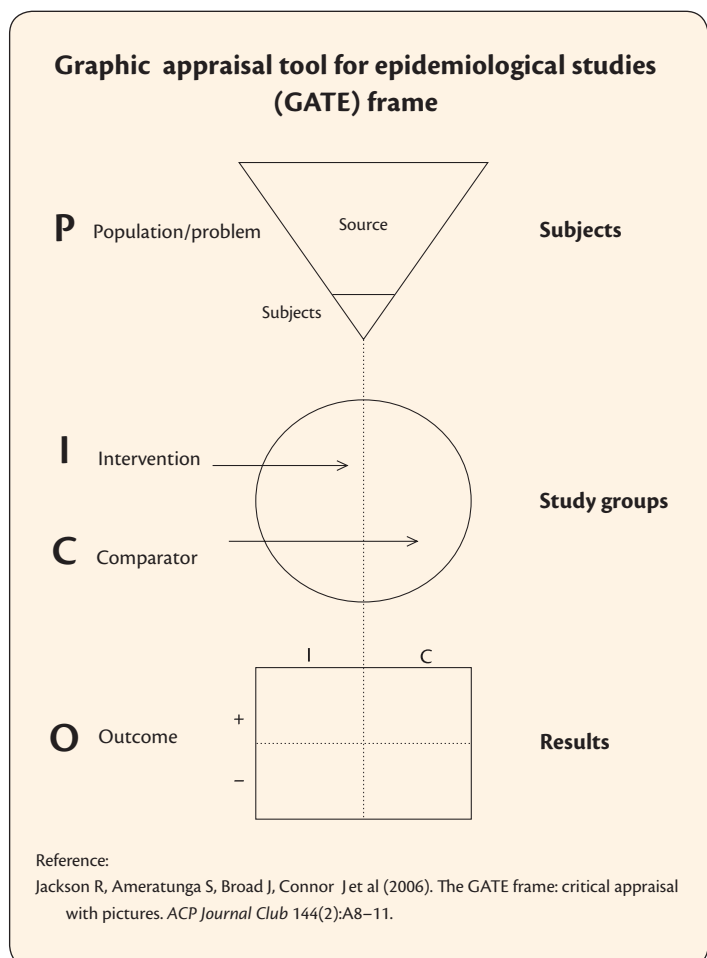 Graphic appraisal tool for epidemiological studies
(GATE) frame
P Population/problem
Source
Subjects
Subjects
I Intervention
Study groups
C Comparator
I C
+
O Outcome
Results
−
Reference:
Jackson R, Ameratunga S, Broad J, Connor J et al (2006). The GATE frame: critical appraisal
with pictures. ACP Journal Club 144(2):A8–11.